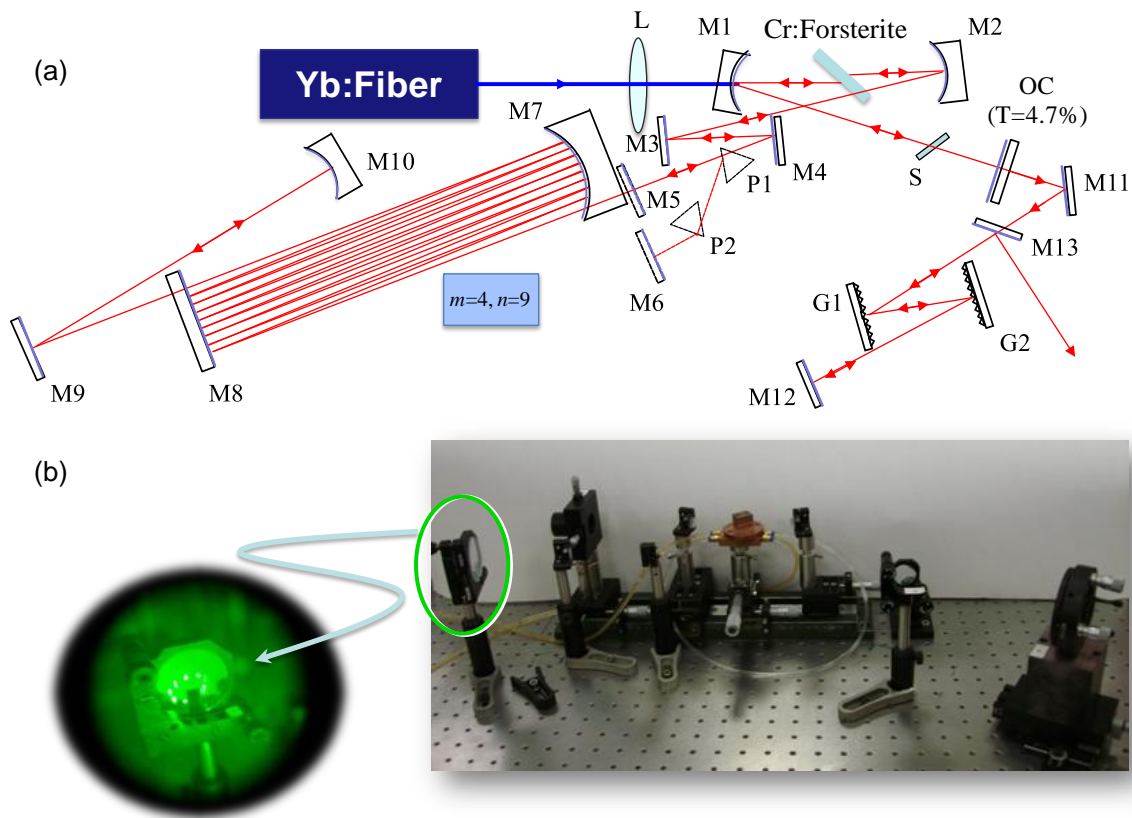 (a)
Yb:Fiber
L
M1
Cr:Forsterite
M2
OC
(T=4.7%)
M7
M3
M4
M10
P1
M5
S
M11
P2
M13
M6
m=4, n=9
G1
G2
M9
M8
M12
(b)